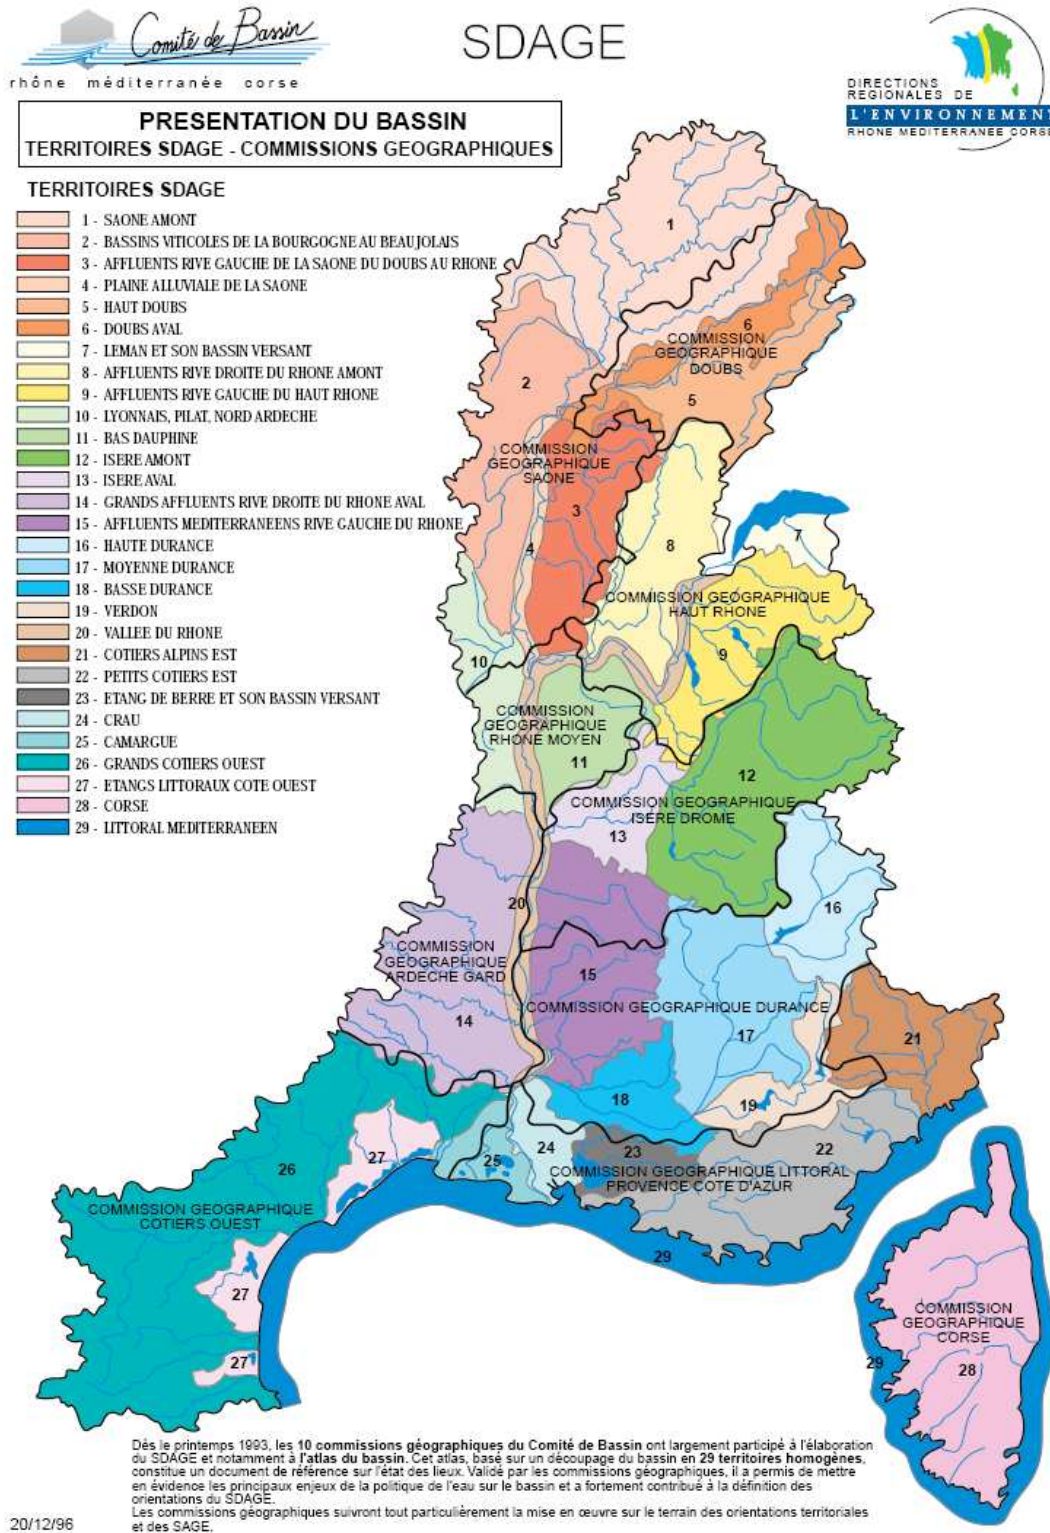 Comité de Bassin
rhône méditerranée corse
SDAGE
DIRECTIONS
REGIONALES DE
L'ENVIRONNEMENT
RHONE MEDITERRANEE CORSE
PRESENTATION DU BASSIN
TERRITOIRES SDAGE - COMMISSIONS GEOGRAPHIQUES
TERRITOIRES SDAGE
1 - SAONE AMONT
2 - BASSINS VITICOLES DE LA BOURGOGNE AU BEAUJOLAIS
3 - AFFLUENTS RIVE GAUCHE DE LA SAONE DU DOUBS AU RHONE
4 - PLAINE ALLUVIALE DE LA SAONE
5 - HAUT DOUBS
6 - DOUBS AVAL
7 - LEMAN ET SON BASSIN VERSANT
8 - AFFLUENTS RIVE DROITE DU RHONE AMONT
9 - AFFLUENTS RIVE GAUCHE DU HAUT RHONE
10 - LYONNAIS, PILAT, NORD ARDECHE
11 - BAS DAUPHINE
12 - ISERE AMONT
13 - ISERE AVAL
14 - GRANDS AFFLUENTS RIVE DROITE DU RHONE AVAL
15 - AFFLUENTS MEDITERRANEENS RIVE GAUCHE DU RHONE
16 - HAUTE DURANCE
17 - MOYENNE DURANCE
18 - BASSE DURANCE
19 - VERDON
20 - VALLEE DU RHONE
21 - COTIERS ALPINS EST
22 - PETITS COTIERS EST
23 - ETANG DE BERRE ET SON BASSIN VERSANT
24 - CRAU
25 - CAMARGUE
26 - GRANDS COTIERS OUEST
27 - ETANGS LITTORAUX COTE OUEST
28 - CORSE
29 - LITTORAL MEDITERRANEEN
1
6
COMMISSION
GEOGRAPHIQUE
DOUBS
2
5
COMMISSION
GEOGRAPHIQUE
SAONE
3
4
8
7
COMMISSION GEOGRAPHIQUE
HAUT RHONE
9
10
COMMISSION
GEOGRAPHIQUE
RHONE MOYEN
11
12
COMMISSION GEOGRAPHIQUE
ISERE DROME
13
20
16
COMMISSION
GEOGRAPHIQUE
ARDECHE GARD
15
COMMISSION GEOGRAPHIQUE DURANCE
14
17
21
18
19
24
22
23
25
COMMISSION GEOGRAPHIQUE LITTORAL
PROVENCE COTE D'AZUR
27
26
COMMISSION GEOGRAPHIQUE
COTIERS OUEST
29
27
27
COMMISSION
GEOGRAPHIQUE
CORSE
29
28
Dès le printemps 1993, les 10 commissions géographiques du Comité de Bassin ont largement participé à l'élaboration
du SDAGE et notamment à l'atlas du bassin. Cet atlas, basé sur un découpage du bassin en 29 territoires homogènes,
constitue un document de référence sur l'état des lieux. Validé par les commissions géographiques, il a permis de mettre
en évidence les principaux enjeux de la politique de l'eau sur le bassin et a fortement contribué à la définition des
orientations du SDAGE.
Les commissions géographiques suivront tout particulièrement la mise en œuvre sur le terrain des orientations territoriales
et des SAGE.
20/12/96